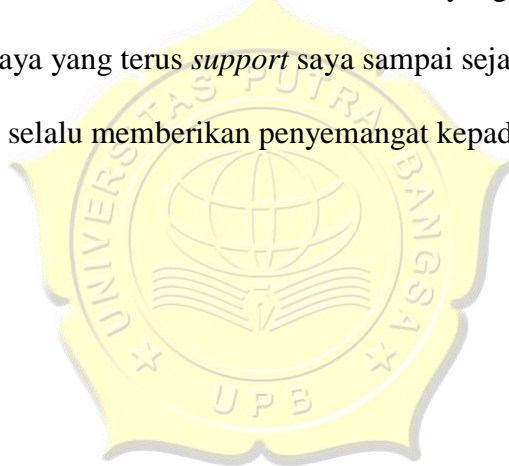 aya yang terus support saya sampai seja
selalu memberikan penyemangat kepad
UNIVERSITAS PUTRA BANGSA
UPB